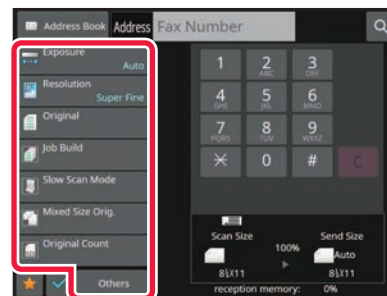 Address Book
Address
Fax Number
Exposure
Auto
Resolution
Super Fine
Original
Job Build
Slow Scan Mode
Mixed Size Orig.
Original Count
Others
1
2
ABC
3
DEF
4
GHI
5
JKL
6
MNO
7
PQRS
8
TUV
9
WXYZ
0
#
C
Scan Size
100%
Send Size
Auto
8½X11
8½X11
reception memory: 0%